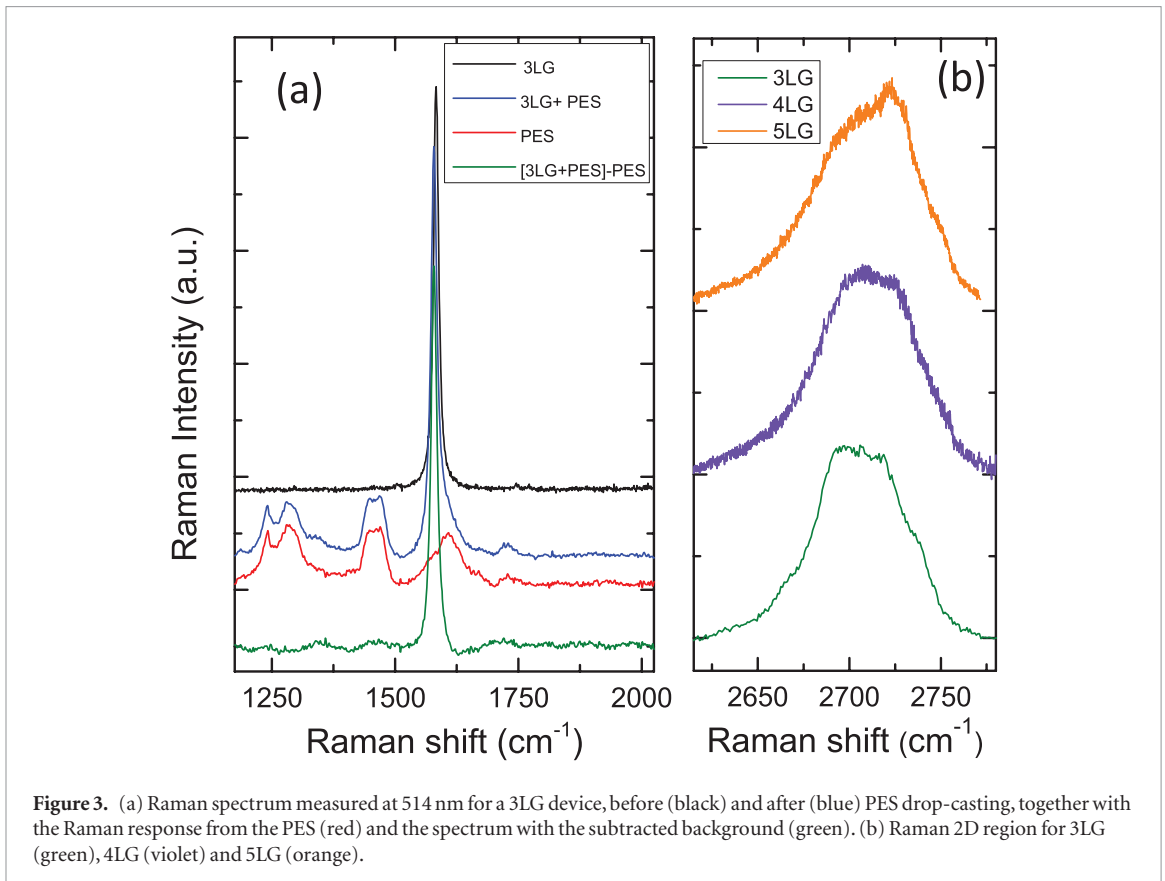 (a)
3LG
3LG+ PES
PES
[3LG+PES]-PES
Raman Intensity (a.u.)
1250 1500 1750 2000
Raman shift (cm⁻¹)
(b)
3LG
4LG
5LG
2650 2700 2750
Raman shift (cm⁻¹)
Figure 3. (a) Raman spectrum measured at 514 nm for a 3LG device, before (black) and after (blue) PES drop-casting, together with
the Raman response from the PES (red) and the spectrum with the subtracted background (green). (b) Raman 2D region for 3LG
(green), 4LG (violet) and 5LG (orange).